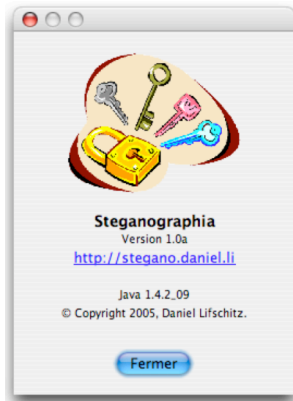 Steganographia
Version 1.0a
http://stegano.daniel.li
Java 1.4.2_09
© Copyright 2005, Daniel Lifschitz.
Fermer